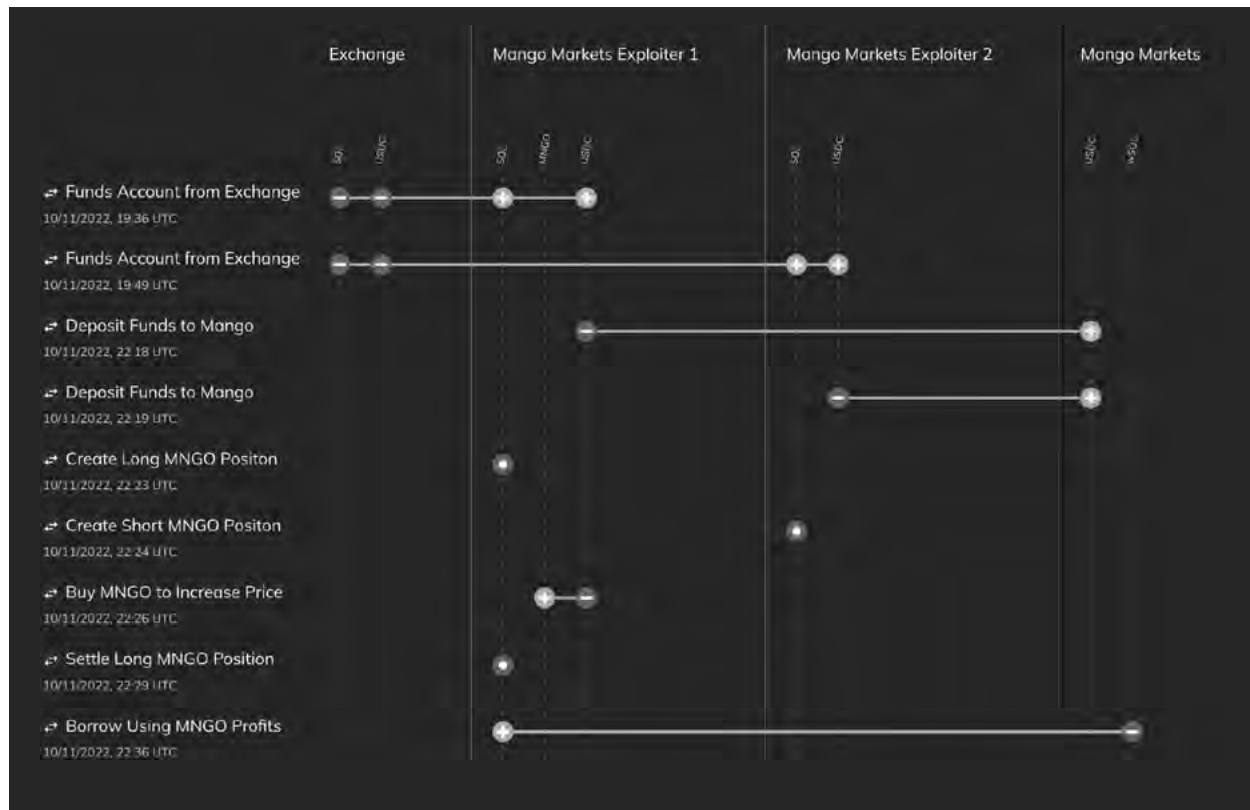 Exchange
Mango Markets Exploiter 1
Mango Markets Exploiter 2
Mango Markets
SOL
USDC
SOL
MNGO
USDC
SOL
USDC
USDC
wSOL
Funds Account from Exchange
10/11/2022, 19:36 UTC
Funds Account from Exchange
10/11/2022, 19:49 UTC
Deposit Funds to Mango
10/11/2022, 22:18 UTC
Deposit Funds to Mango
10/11/2022, 22:19 UTC
Create Long MNGO Positon
10/11/2022, 22:23 UTC
Create Short MNGO Positon
10/11/2022, 22:24 UTC
Buy MNGO to Increase Price
10/11/2022, 22:26 UTC
Settle Long MNGO Position
10/11/2022, 22:29 UTC
Borrow Using MNGO Profits
10/11/2022, 22:36 UTC